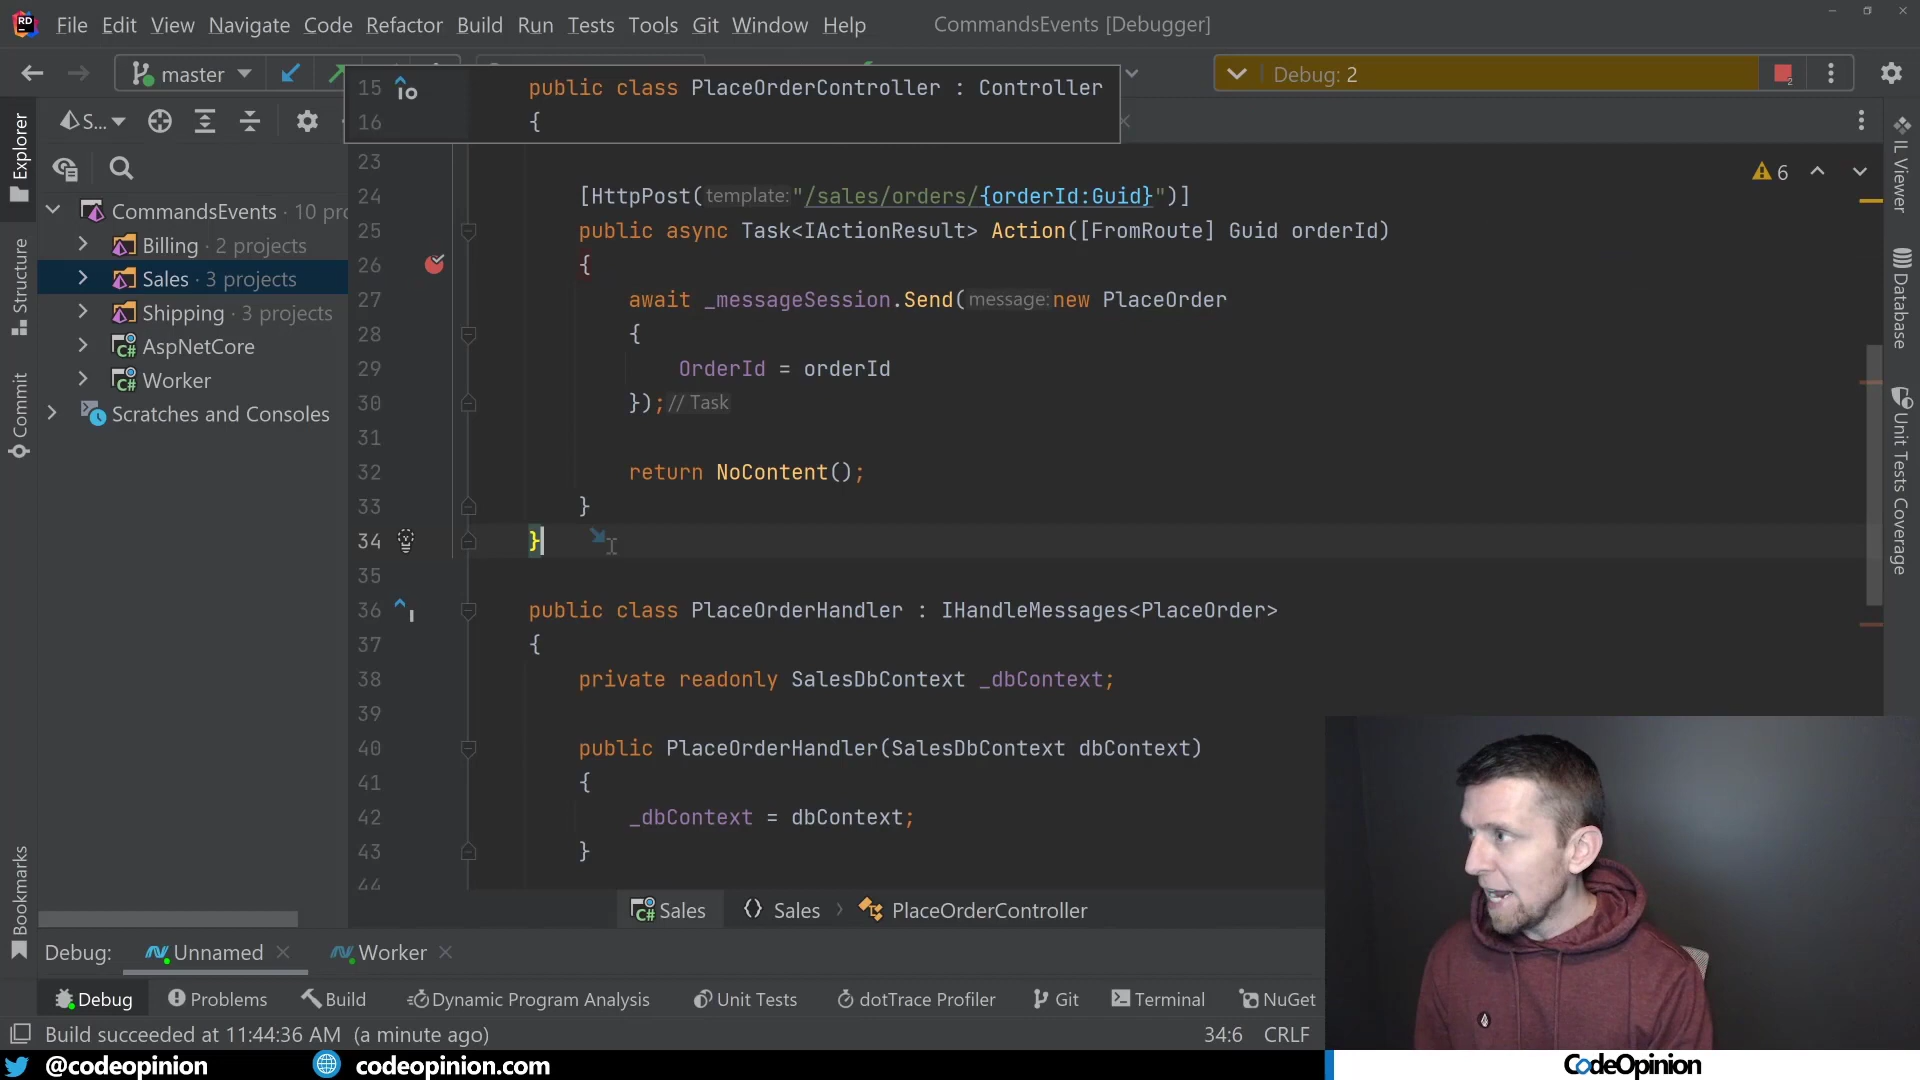 File Edit View Navigate Code Refactor Build Run Tests Tools Git Window Help CommandsEvents [Debugger]
master Debug: 2
15 public class PlaceOrderController : Controller
16 {
S...
23
24 [HttpPost(template:"/sales/orders/{orderId:Guid}")]
25 public async Task<IActionResult> Action([FromRoute] Guid orderId)
26 {
27 await _messageSession.Send(message:new PlaceOrder
28 {
29 OrderId = orderId
30 });// Task
31
32 return NoContent();
33 }
34 }
35
36 public class PlaceOrderHandler : IHandleMessages<PlaceOrder>
37 {
38 private readonly SalesDbContext _dbContext;
39
40 public PlaceOrderHandler(SalesDbContext dbContext)
41 {
42 _dbContext = dbContext;
43 }
44
6
Explorer
Structure
Commit
Bookmarks
CommandsEvents · 10 pro
Billing · 2 projects
Sales · 3 projects
Shipping · 3 projects
AspNetCore
Worker
Scratches and Consoles
IL Viewer
Database
Unit Tests Coverage
Sales Sales PlaceOrderController
Debug: Unnamed Worker
Debug Problems Build Dynamic Program Analysis Unit Tests dotTrace Profiler Git Terminal NuGet
Build succeeded at 11:44:36 AM (a minute ago) 34:6 CRLF
@codeopinion codeopinion.com CodeOpinion